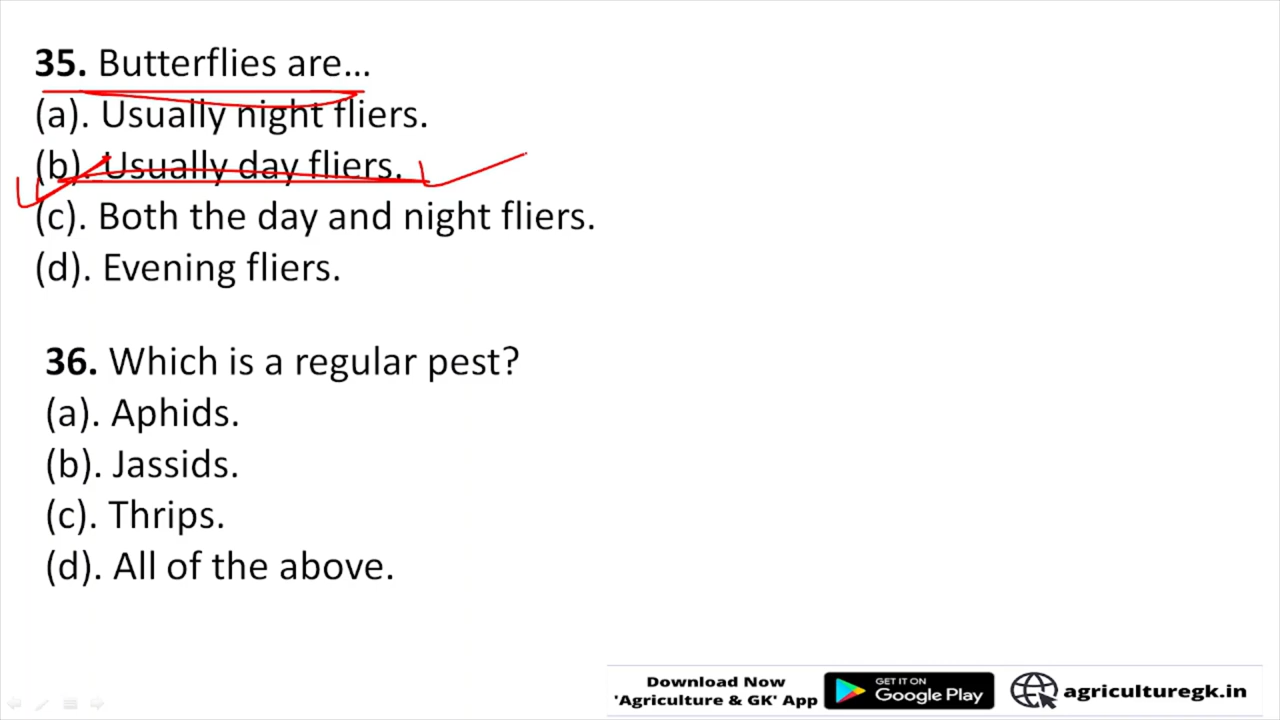 35. Butterflies are...
(a). Usually night fliers.
(b). Usually day fliers.
(c). Both the day and night fliers.
(d). Evening fliers.
36. Which is a regular pest?
(a). Aphids.
(b). Jassids.
(c). Thrips.
(d). All of the above.
Download Now
'Agriculture & GK' App
GET IT ON
Google Play
agriculturegk.in